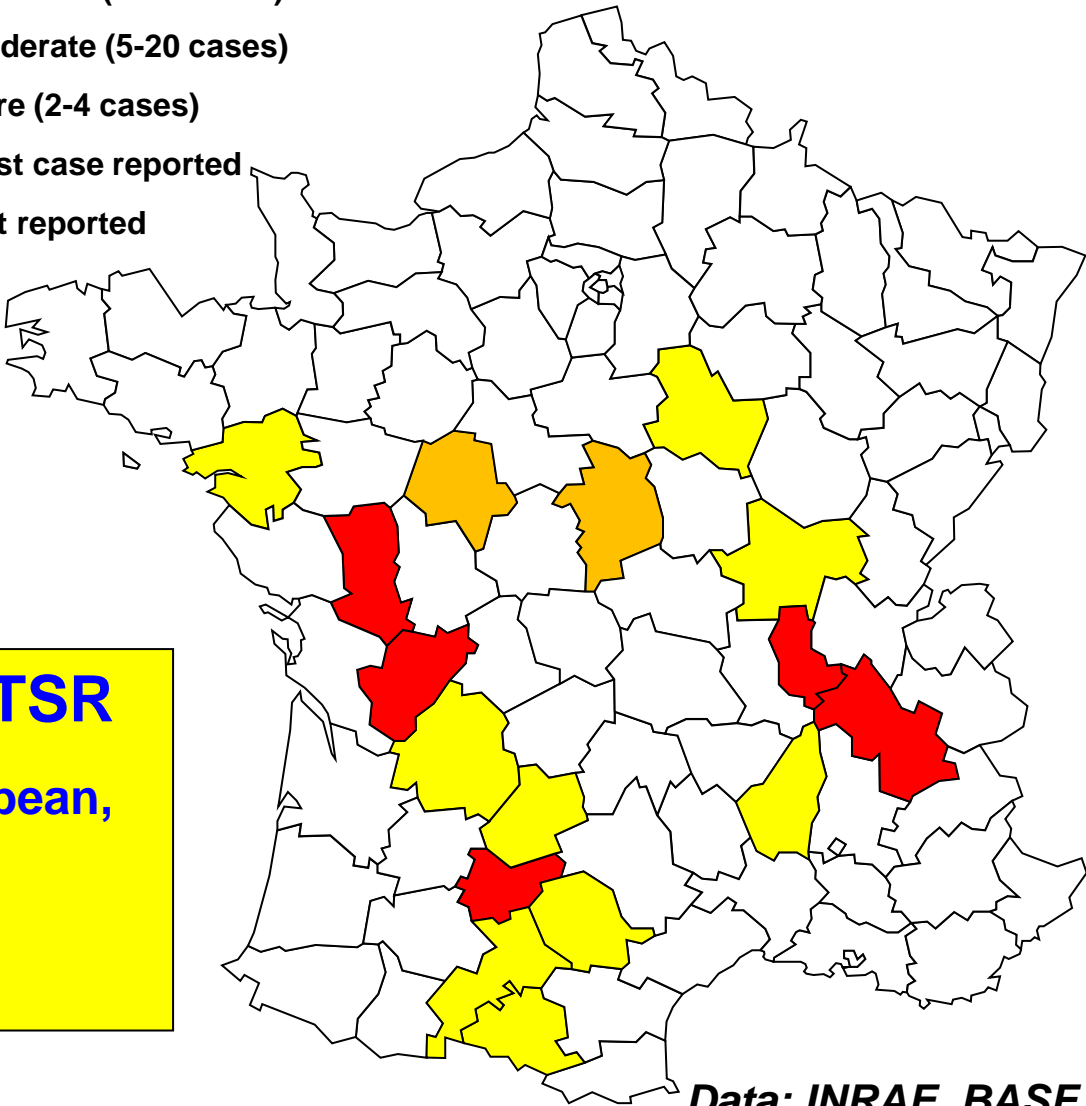 derate (5-20 cases)
re (2-4 cases)
st case reported
t reported
TSR
pean,
Data: INRAE, BASE